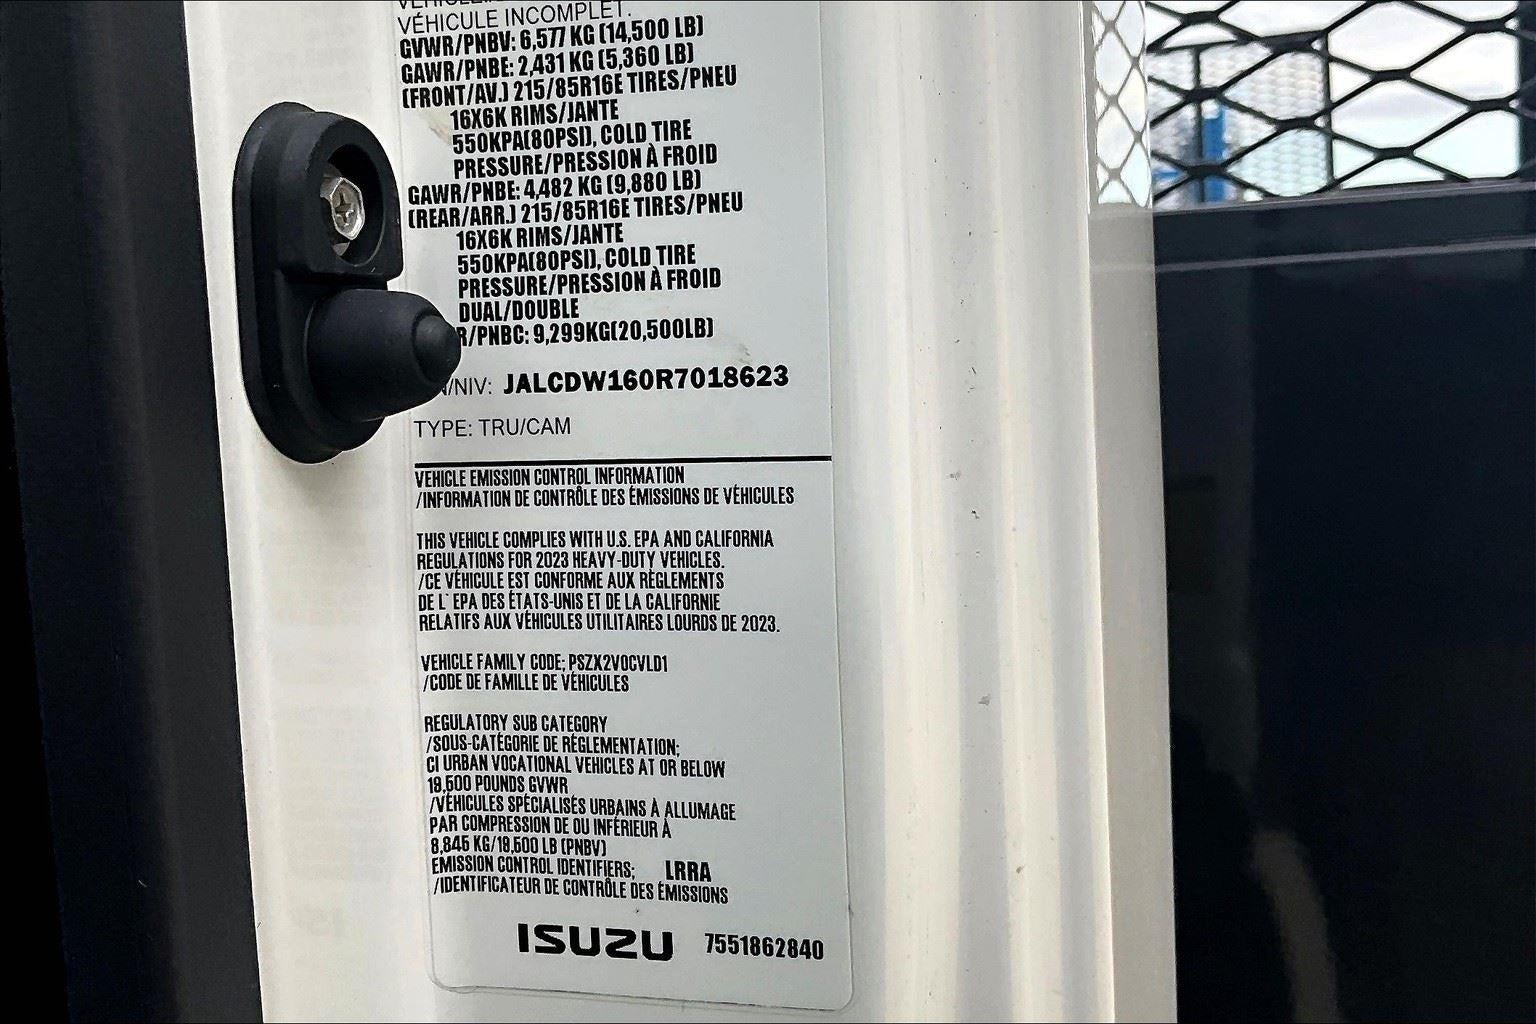 VÉHICULE INCOMPLET.
GVWR/PNBV: 6,577 KG (14,500 LB)
GAWR/PNBE: 2,431 KG (5,360 LB)
(FRONT/AV.) 215/85R16E TIRES/PNEU
16X6K RIMS/JANTE
550KPA(80PSI), COLD TIRE
PRESSURE/PRESSION À FROID
GAWR/PNBE: 4,482 KG (9,880 LB)
(REAR/ARR.) 215/85R16E TIRES/PNEU
16X6K RIMS/JANTE
550KPA(80PSI), COLD TIRE
PRESSURE/PRESSION À FROID
DUAL/DOUBLE
R/PNBC: 9,299KG(20,500LB)
/NIV: JALCDW160R7018623
TYPE: TRU/CAM
VEHICLE EMISSION CONTROL INFORMATION
/INFORMATION DE CONTRÔLE DES ÉMISSIONS DE VÉHICULES
THIS VEHICLE COMPLIES WITH U.S. EPA AND CALIFORNIA
REGULATIONS FOR 2023 HEAVY-DUTY VEHICLES.
/CE VÉHICULE EST CONFORME AUX RÈGLEMENTS
DE L' EPA DES ÉTATS-UNIS ET DE LA CALIFORNIE
RELATIFS AUX VÉHICULES UTILITAIRES LOURDS DE 2023.
VEHICLE FAMILY CODE; PSZX2VOCVLD1
/CODE DE FAMILLE DE VÉHICULES
REGULATORY SUB CATEGORY
/SOUS-CATÉGORIE DE RÉGLEMENTATION;
CI URBAN VOCATIONAL VEHICLES AT OR BELOW
19,500 POUNDS GVWR
/VÉHICULES SPÉCIALISÉS URBAINS À ALLUMAGE
PAR COMPRESSION DE OU INFÉRIEUR À
8,845 KG/19,500 LB (PNBV)
EMISSION CONTROL IDENTIFIERS; LRRA
/IDENTIFICATEUR DE CONTRÔLE DES ÉMISSIONS
ISUZU 7551862840